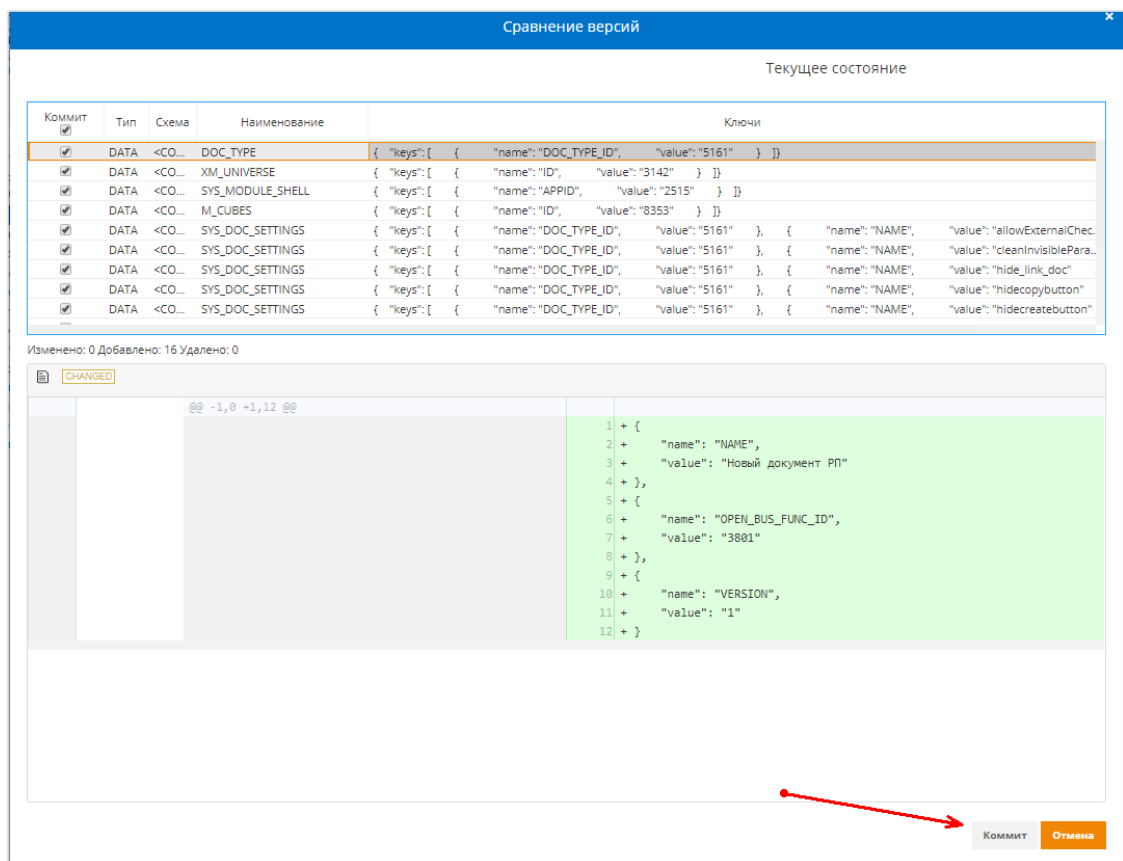 Сравнение версий
Текущее состояние
Коммит Тип Схема Наименование Ключи
DATA <CO... DOC_TYPE { "keys": [ { "name": "DOC_TYPE_ID", "value": "5161" } ]}
DATA <CO... XM_UNIVERSE { "keys": [ { "name": "ID", "value": "3142" } ]}
DATA <CO... SYS_MODULE_SHELL { "keys": [ { "name": "APPID", "value": "2515" } ]}
DATA <CO... M_CUBES { "keys": [ { "name": "ID", "value": "8353" } ]}
DATA <CO... SYS_DOC_SETTINGS { "keys": [ { "name": "DOC_TYPE_ID", "value": "5161" }, { "name": "NAME", "value": "allowExternalChec...
DATA <CO... SYS_DOC_SETTINGS { "keys": [ { "name": "DOC_TYPE_ID", "value": "5161" }, { "name": "NAME", "value": "cleanInvisiblePara...
DATA <CO... SYS_DOC_SETTINGS { "keys": [ { "name": "DOC_TYPE_ID", "value": "5161" }, { "name": "NAME", "value": "hide_link_doc"
DATA <CO... SYS_DOC_SETTINGS { "keys": [ { "name": "DOC_TYPE_ID", "value": "5161" }, { "name": "NAME", "value": "hidecopybutton"
DATA <CO... SYS_DOC_SETTINGS { "keys": [ { "name": "DOC_TYPE_ID", "value": "5161" }, { "name": "NAME", "value": "hidecreatebutton"
Изменено: 0 Добавлено: 16 Удалено: 0
CHANGED
@@ -1,0 +1,12 @@
1 + {
2 + "name": "NAME",
3 + "value": "Новый документ РП"
4 + },
5 + {
6 + "name": "OPEN_BUS_FUNC_ID",
7 + "value": "3801"
8 + },
9 + {
10 + "name": "VERSION",
11 + "value": "1"
12 + }
Коммит Отмена